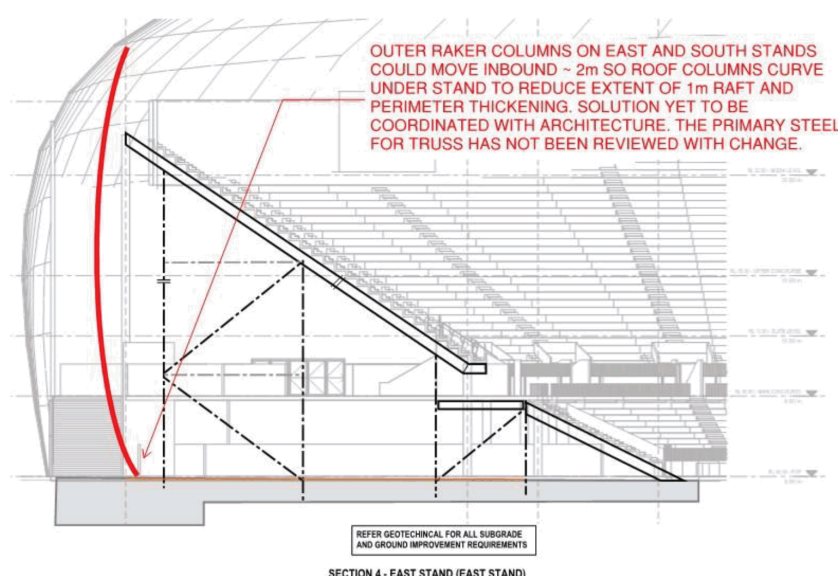 OUTER RAKER COLUMNS ON EAST AND SOUTH STANDS
COULD MOVE INBOUND ~ 2m SO ROOF COLUMNS CURVE
UNDER STAND TO REDUCE EXTENT OF 1m RAFT AND
PERIMETER THICKENING. SOLUTION YET TO BE
COORDINATED WITH ARCHITECTURE. THE PRIMARY STEEL
FOR TRUSS HAS NOT BEEN REVIEWED WITH CHANGE.
REFER GEOTECHINCAL FOR ALL SUBGRADE
AND GROUND IMPROVEMENT REQUIREMENTS
SECTION 4 - EAST STAND (EAST STAND)